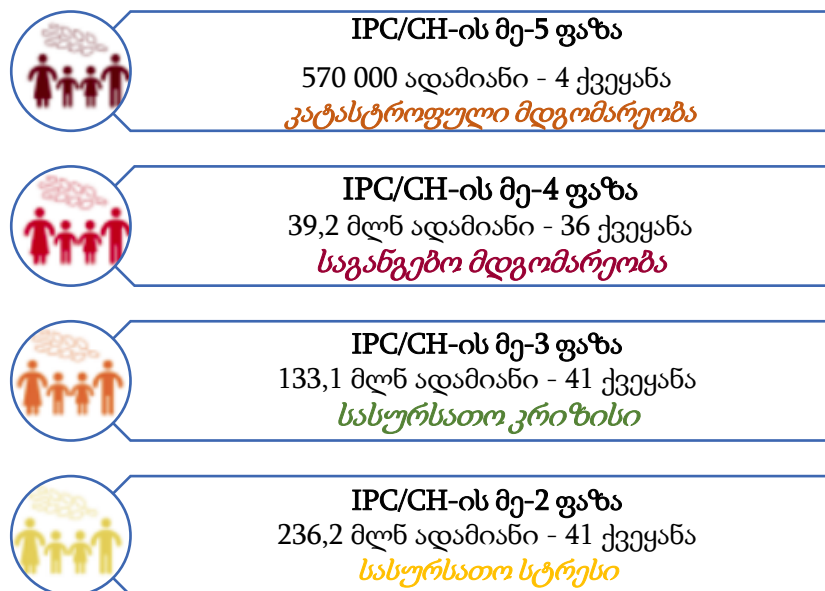 IPC/CH-ის მე-5 ფაზა
570 000 ადამიანი - 4 ქვეყანა
კატასტროფული მდგომარეობა
IPC/CH-ის მე-4 ფაზა
39,2 მლნ ადამიანი - 36 ქვეყანა
საგანგებო მდგომარეობა
IPC/CH-ის მე-3 ფაზა
133,1 მლნ ადამიანი - 41 ქვეყანა
სასურსათო კრიზისი
IPC/CH-ის მე-2 ფაზა
236,2 მლნ ადამიანი - 41 ქვეყანა
სასურსათო სტრესი